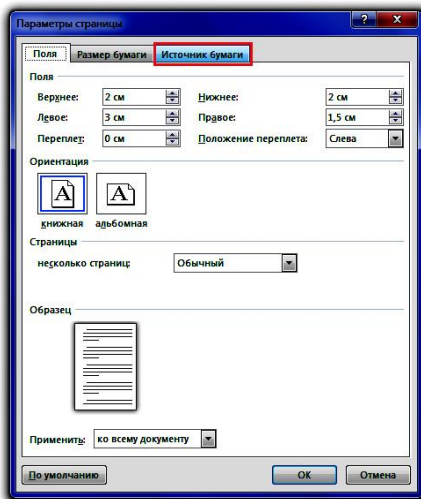 Параметры страницы
Поля Размер бумаги Источник бумаги
Поля
Верхнее: 2 см Нижнее: 2 см
Левое: 3 см Правое: 1,5 см
Переплет: 0 см Положение переплета: Слева
Ориентация
A A
книжная альбомная
Страницы
несколько страниц: Обычный
Образец
Применить: ко всему документу
По умолчанию ОК Отмена